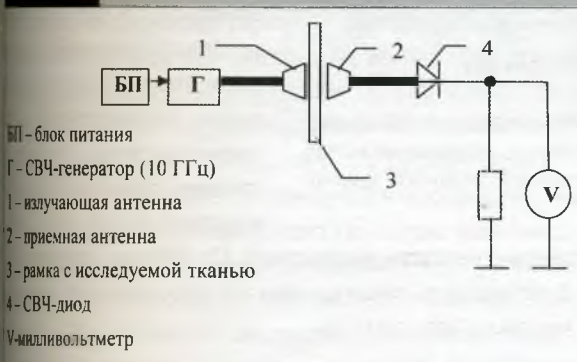 1
2
4
БП
Г
V
3
БП – блок питания
Г – СВЧ-генератор (10 ГГц)
1 – излучающая антенна
2 – приемная антенна
3 – рамка с исследуемой тканью
4 – СВЧ-диод
V-милливольтметр